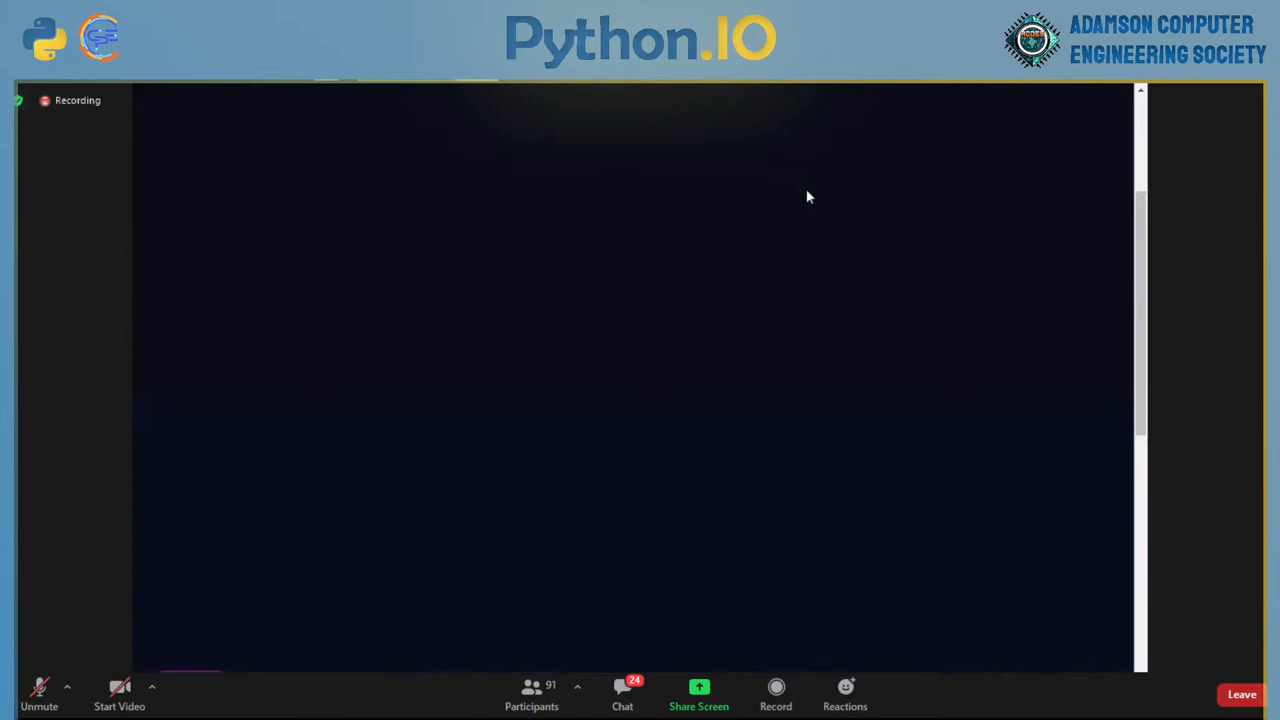 Python.IO
ADAMSON COMPUTER
ENGINEERING SOCIETY
Recording
Unmute
Start Video
91
Participants
24
Chat
Share Screen
Record
Reactions
Leave